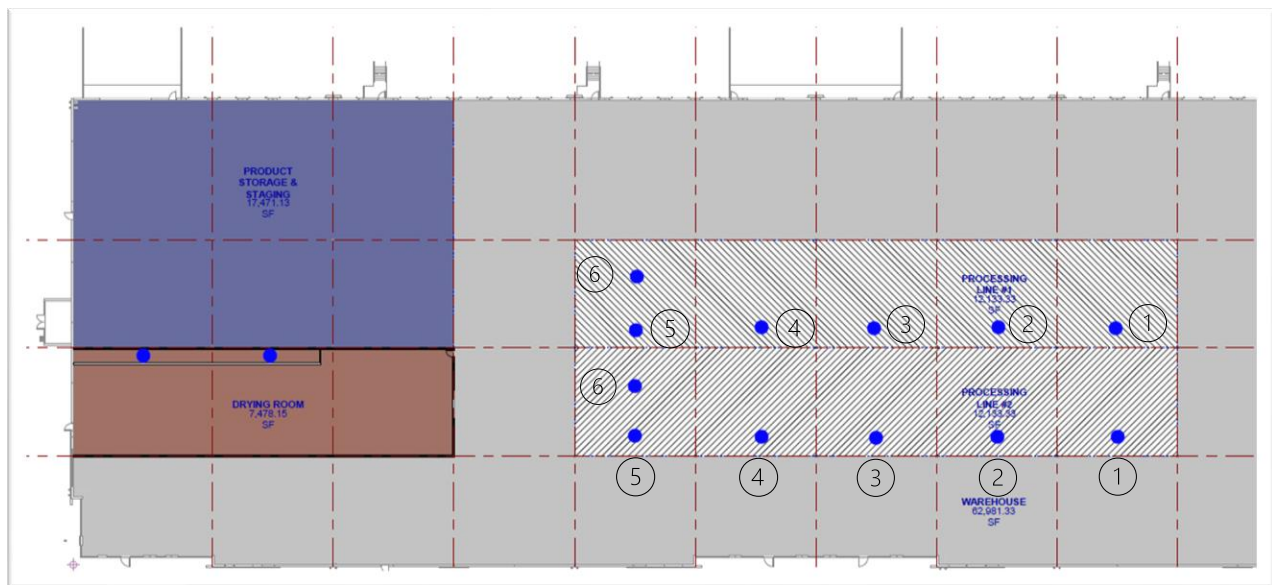 PRODUCT
STORAGE &
STAGING
17,471.13
SF
PROCESSING
LINE #1
12,133.33
SF
⑥
⑤
④
③
②
①
DRYING ROOM
7,478.15
SF
PROCESSING
LINE #2
12,133.33
SF
⑥
⑤
④
③
②
①
WAREHOUSE
62,981.33
SF